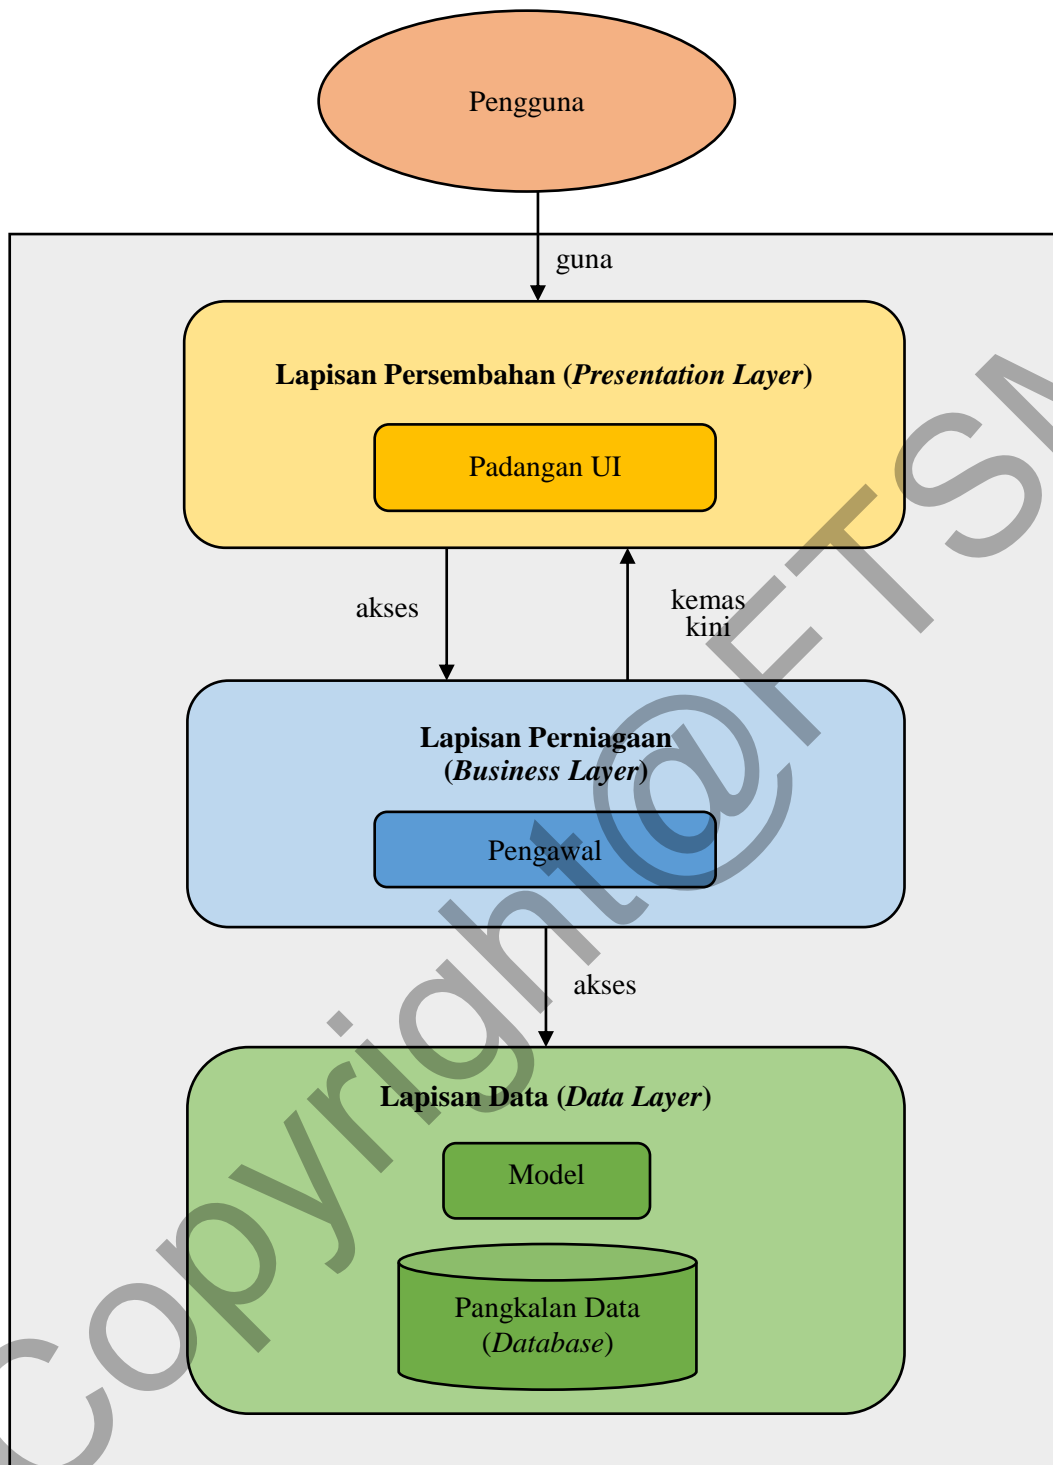 Pengguna
guna
Lapisan Persembahan (Presentation Layer)
Padangan UI
akses
kemas
kini
Lapisan Perniagaan
(Business Layer)
Pengawal
akses
Lapisan Data (Data Layer)
Model
Pangkalan Data
(Database)
Copyright@FTSM